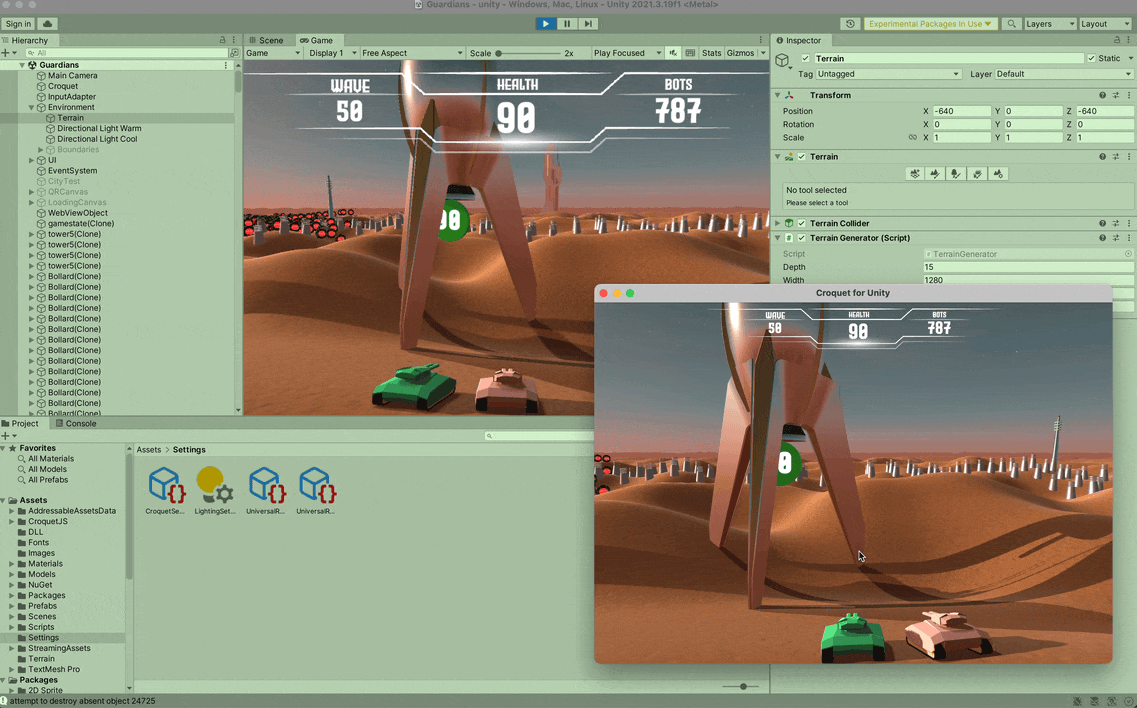 Guardians - unity - Windows, Mac, Linux - Unity 2021.3.19f1 <Metal>
Sign in
Experimental Packages In Use
Layers
Layout
Hierarchy
All
Guardians
Main Camera
Croquet
InputAdapter
Environment
Terrain
Directional Light Warm
Directional Light Cool
Boundaries
UI
EventSystem
CityTest
QRCanvas
LoadingCanvas
WebViewObject
gamestate(Clone)
tower5(Clone)
tower5(Clone)
tower5(Clone)
tower5(Clone)
Bollard(Clone)
Bollard(Clone)
Bollard(Clone)
Bollard(Clone)
Bollard(Clone)
Bollard(Clone)
Bollard(Clone)
Bollard(Clone)
Bollard(Clone)
Bollard(Clone)
Bollard(Clone)
Bollard(Clone)
Bollard(Clone)
Bollard(Clone)
Scene
Game
Game
Display 1
Free Aspect
Scale
2x
Play Focused
Stats
Gizmos
WAVE
50
HEALTH
90
BOTS
787
90
Inspector
Terrain
Static
Tag Untagged
Layer Default
Transform
Position X -640 Y 0 Z -640
Rotation X 0 Y 0 Z 0
Scale X 1 Y 1 Z 1
Terrain
No tool selected
Please select a tool
Terrain Collider
Terrain Generator (Script)
Script TerrainGenerator
Depth 15
Width 1280
Croquet for Unity
WAVE
50
HEALTH
90
BOTS
787
0
Project
Console
Favorites
All Materials
All Models
All Prefabs
Assets
AddressableAssetsData
CroquetJS
DLL
Fonts
Images
Materials
Models
NuGet
Packages
Prefabs
Scenes
Scripts
Settings
StreamingAssets
Terrain
TextMesh Pro
Packages
2D Sprite
Assets > Settings
CroquetSe...
LightingSet...
UniversalR...
UniversalR...
attempt to destroy absent object 24725